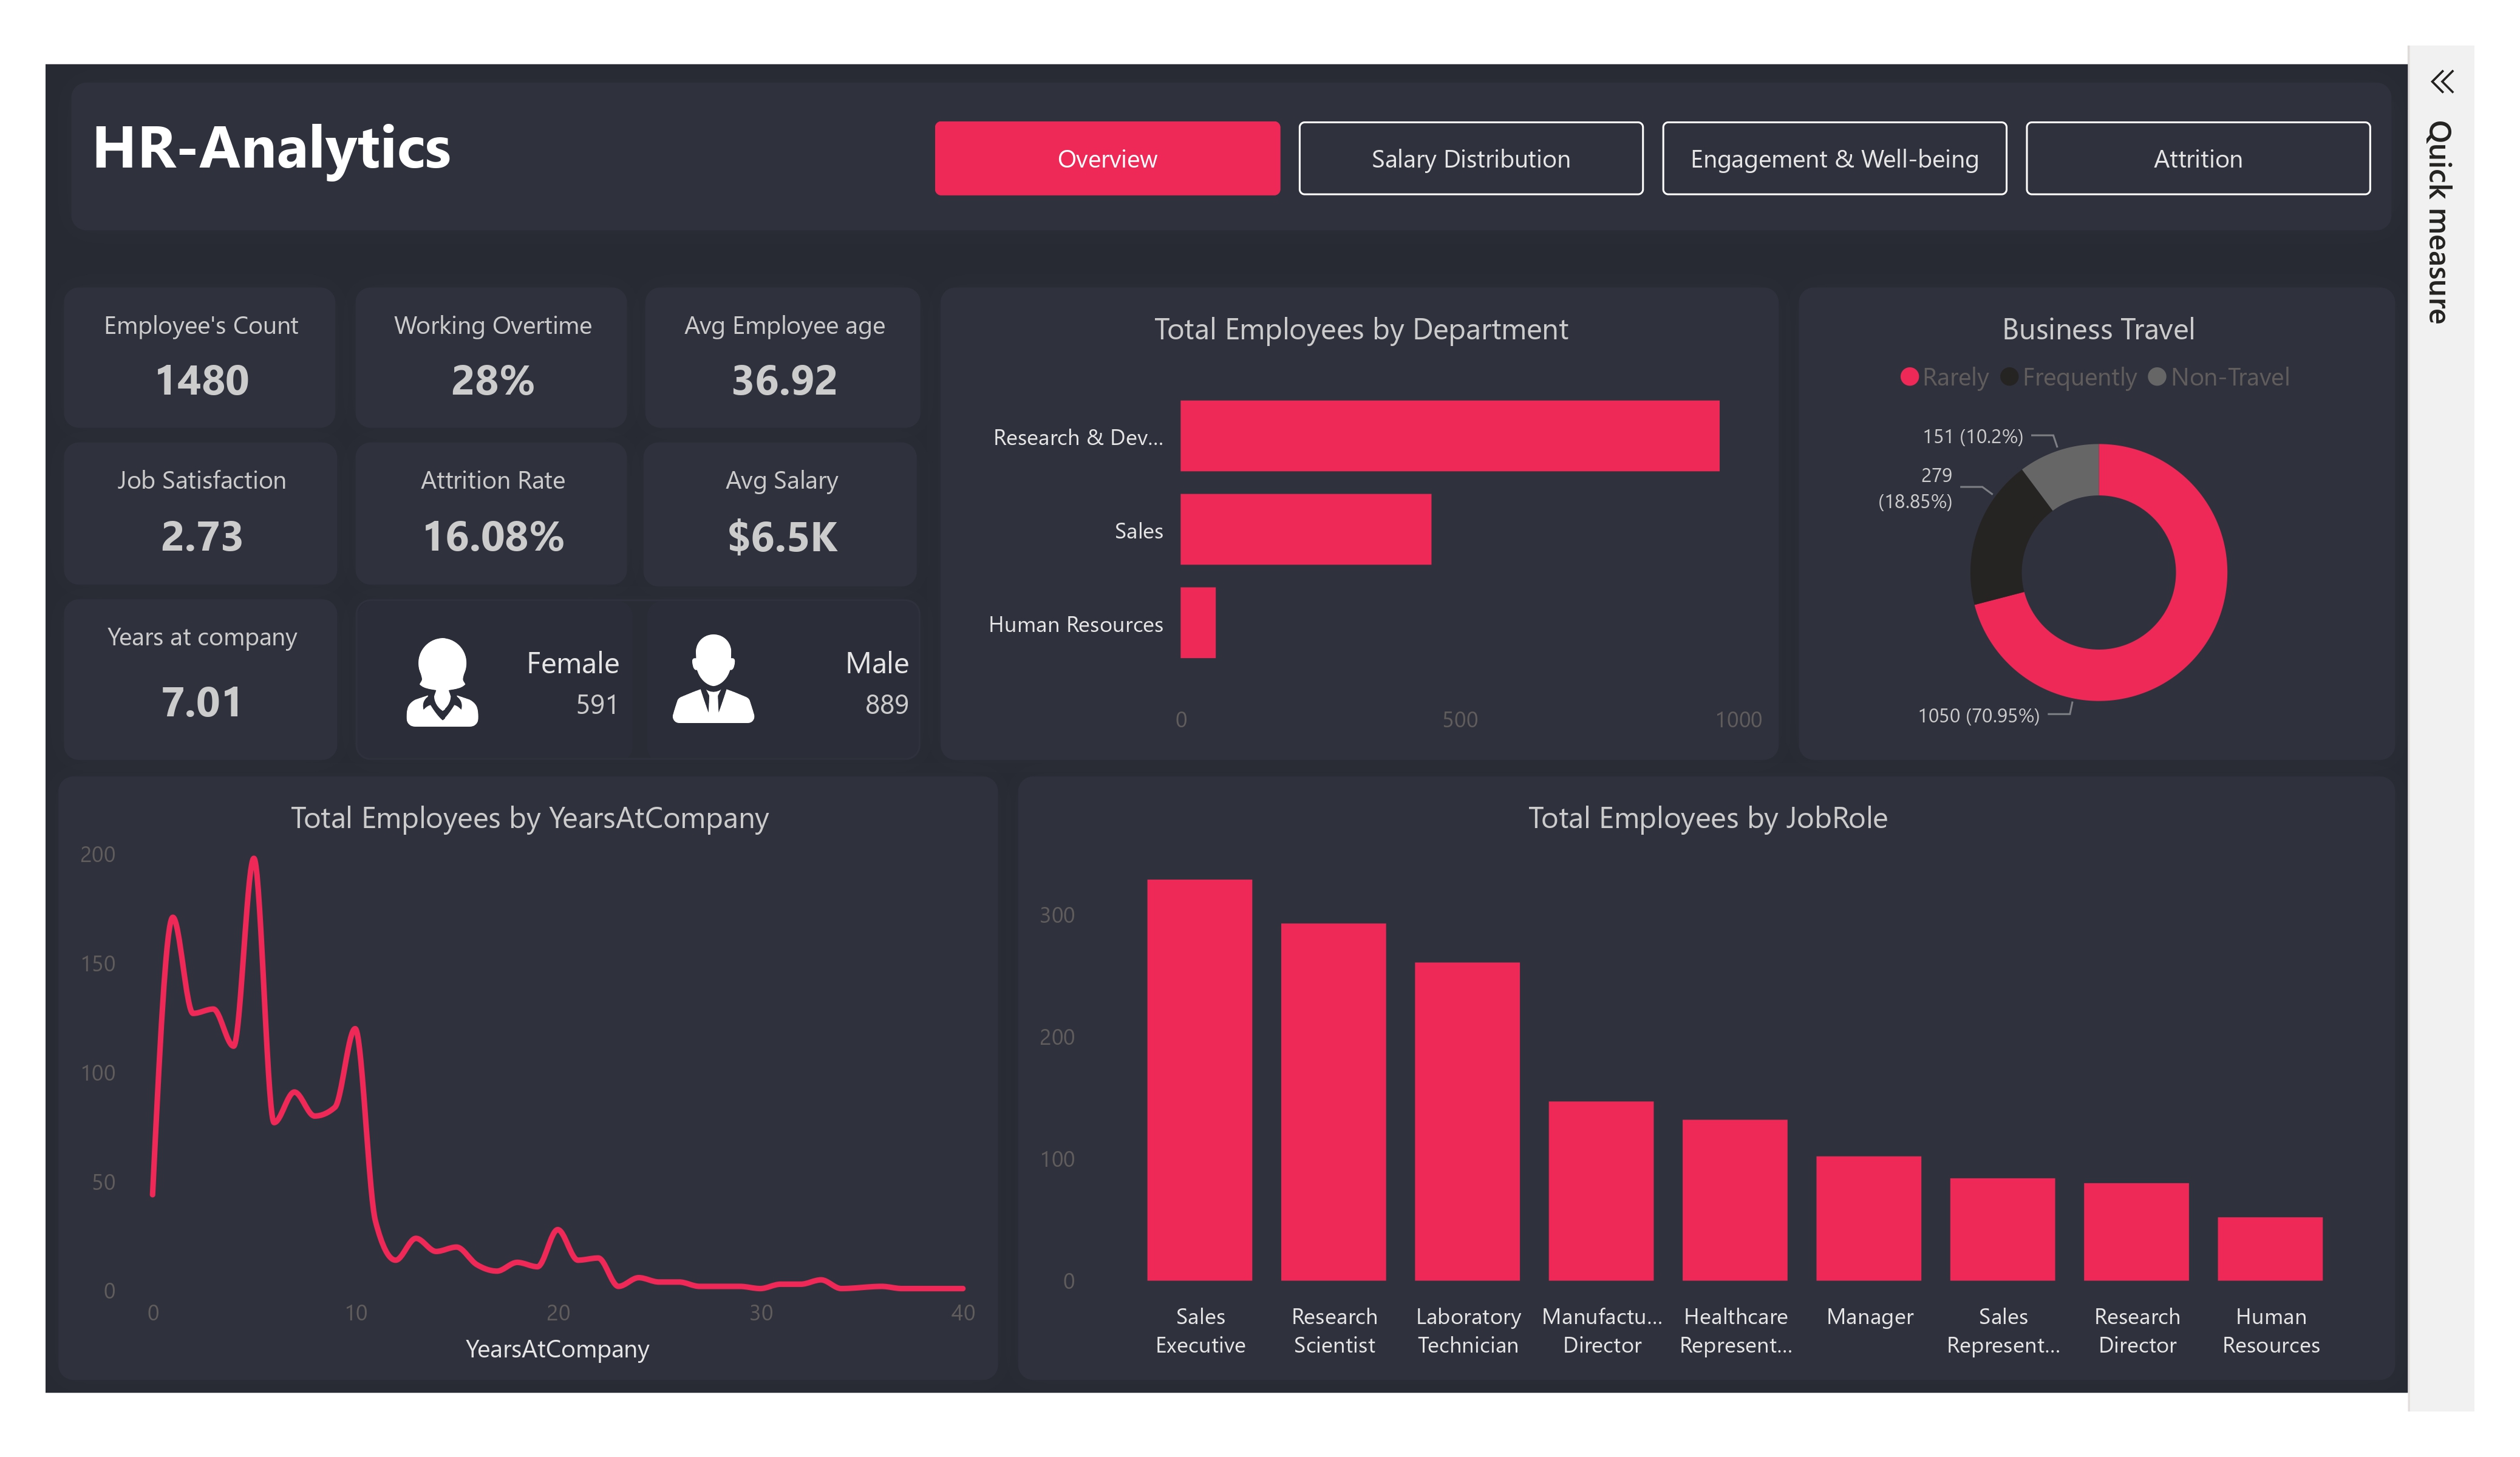 HR-Analytics
Overview
Salary Distribution
Engagement & Well-being
Attrition
Quick measure
Employee's Count
1480
Working Overtime
28%
Avg Employee age
36.92
Job Satisfaction
2.73
Attrition Rate
16.08%
Avg Salary
$6.5K
Years at company
7.01
Female
591
Male
889
Total Employees by Department
Research & Dev...
Sales
Human Resources
0 500 1000
Business Travel
Rarely Frequently Non-Travel
151 (10.2%)
279
(18.85%)
1050 (70.95%)
Total Employees by YearsAtCompany
200
150
100
50
0
0 10 20 30 40
YearsAtCompany
Total Employees by JobRole
300
200
100
0
Sales
Executive
Research
Scientist
Laboratory
Technician
Manufactu...
Director
Healthcare
Represent...
Manager
Sales
Represent...
Research
Director
Human
Resources